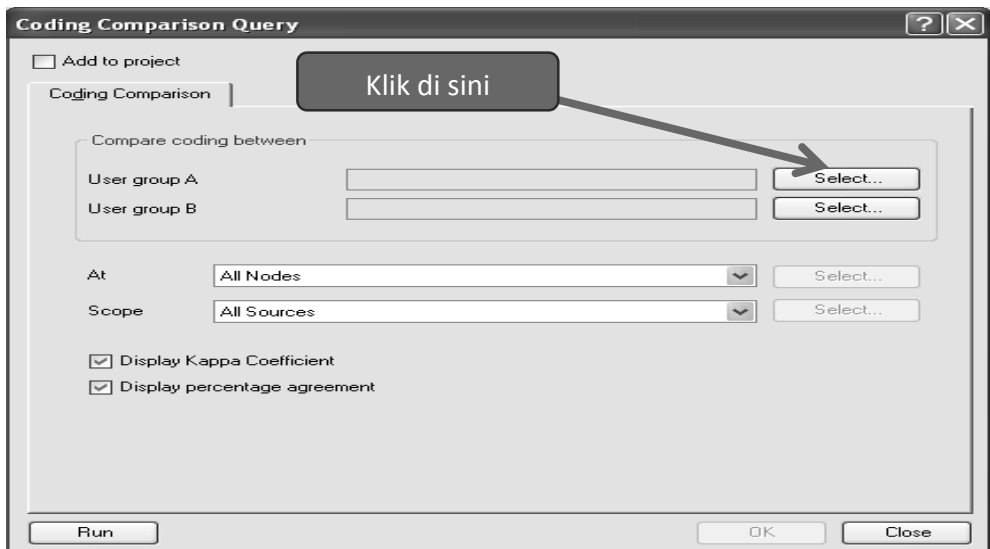 Coding Comparison Query
Add to project
Klik di sini
Coding Comparison
Compare coding between
User group A
Select...
User group B
Select...
At
All Nodes
Select...
Scope
All Sources
Select...
Display Kappa Coefficient
Display percentage agreement
Run
OK
Close